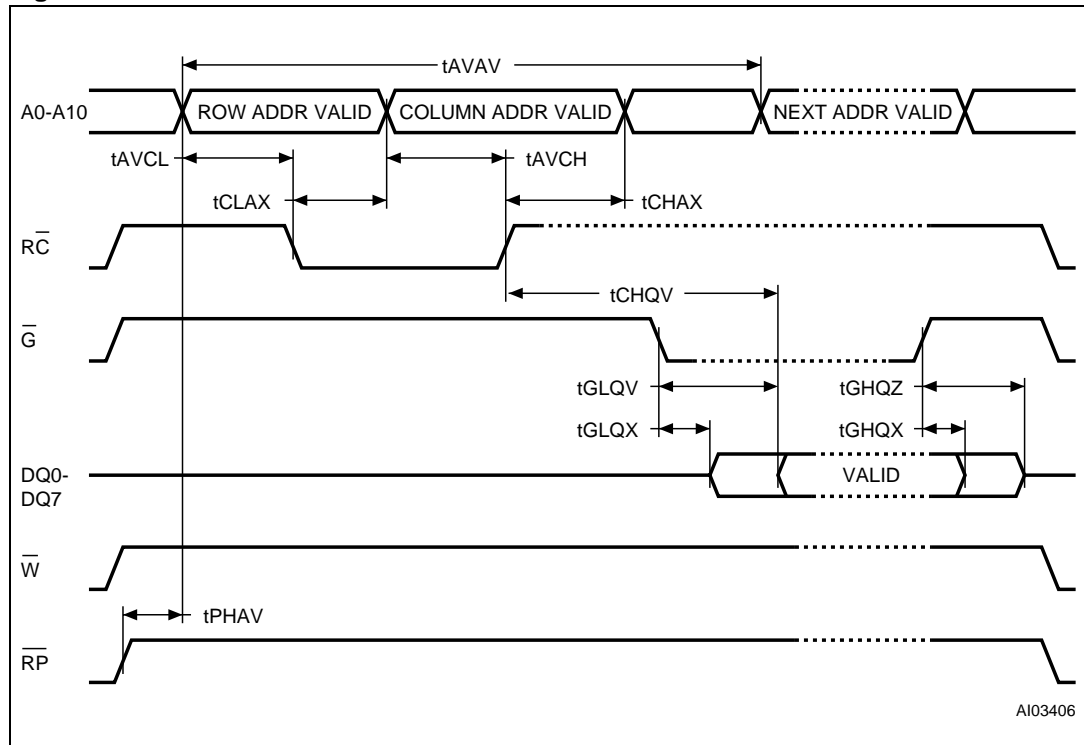 tAVAV
A0-A10
ROW ADDR VALID
COLUMN ADDR VALID
NEXT ADDR VALID
tAVCL
tAVCH
tCLAX
tCHAX
RC̅
tCHQV
G̅
tGLQV
tGHQZ
tGLQX
tGHQX
DQ0-
DQ7
VALID
W̅
tPHAV
R̅P̅
AI03406